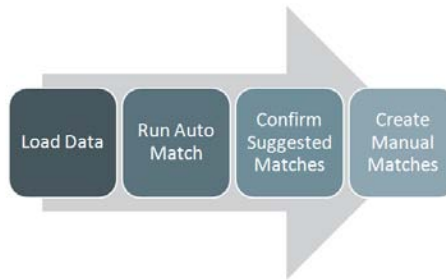 Load Data
Run Auto
Match
Confirm
Suggested
Matches
Create
Manual
Matches